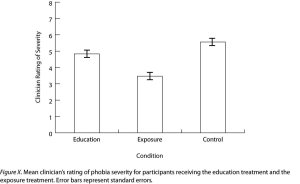 8
7
6
5
4
3
2
1
0
Clinician Rating of Severity
Education Exposure Control
Condition
Figure X. Mean clinician's rating of phobia severity for participants receiving the education treatment and the
exposure treatment. Error bars represent standard errors.